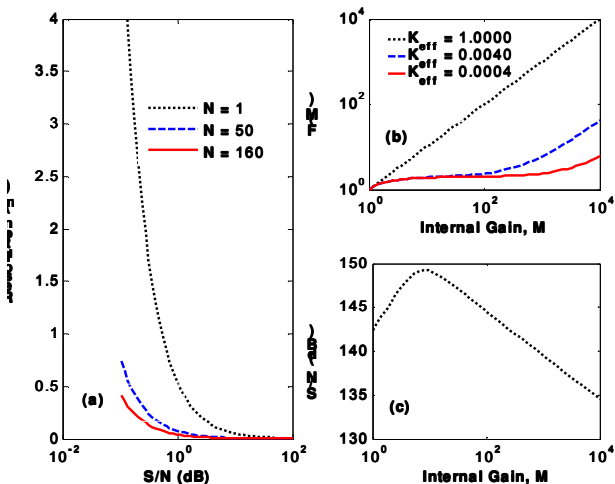 4
3.5
3
2.5
2
1.5
1
0.5
0
10^-2
10^0
10^2
S/N (dB)
N = 1
N = 50
N = 160
(a)
10^4
10^2
10^0
F(M)
K_eff = 1.0000
K_eff = 0.0040
K_eff = 0.0004
(b)
10^0
10^2
10^4
Internal Gain, M
150
145
140
135
130
S/N (dB)
(c)
10^0
10^2
10^4
Internal Gain, M